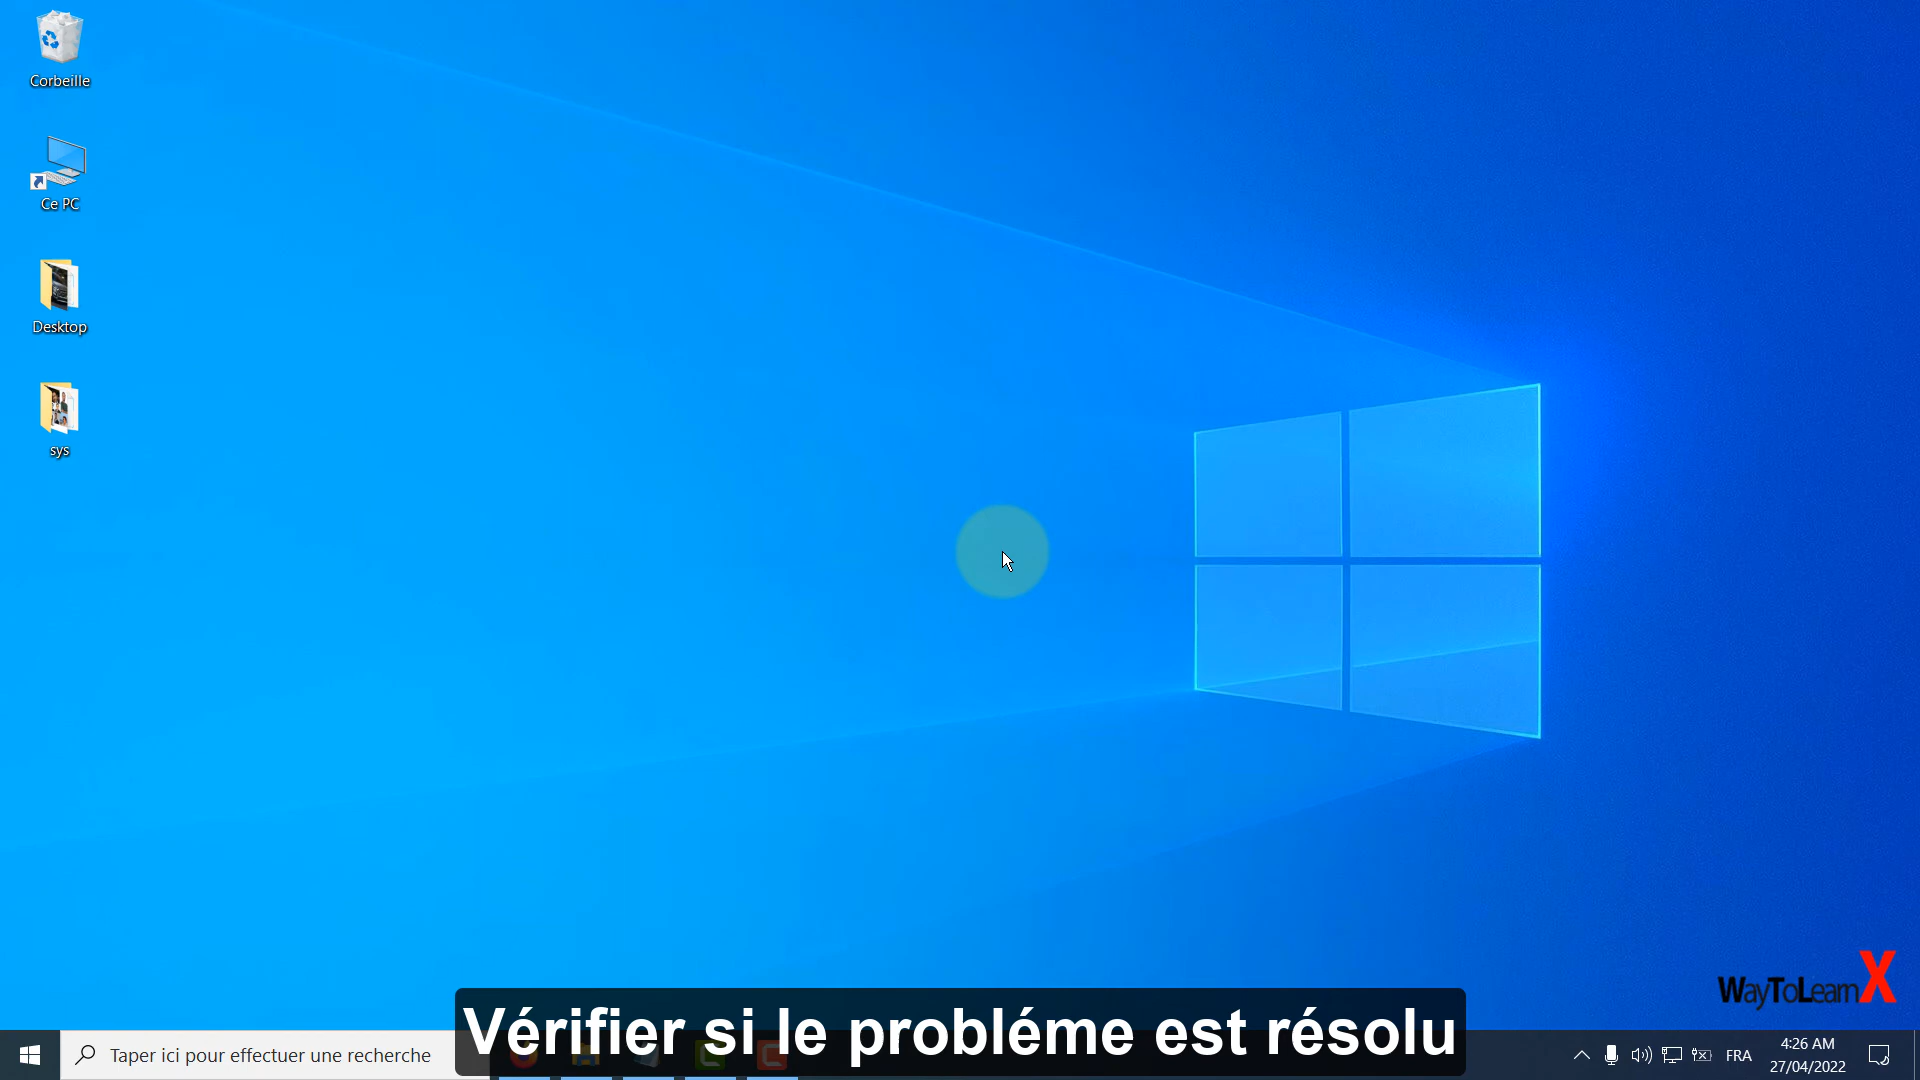 Corbeille
Ce PC
Desktop
sys
WayToLearnX
Vérifier si le probléme est résolu
Taper ici pour effectuer une recherche
FRA
4:26 AM
27/04/2022